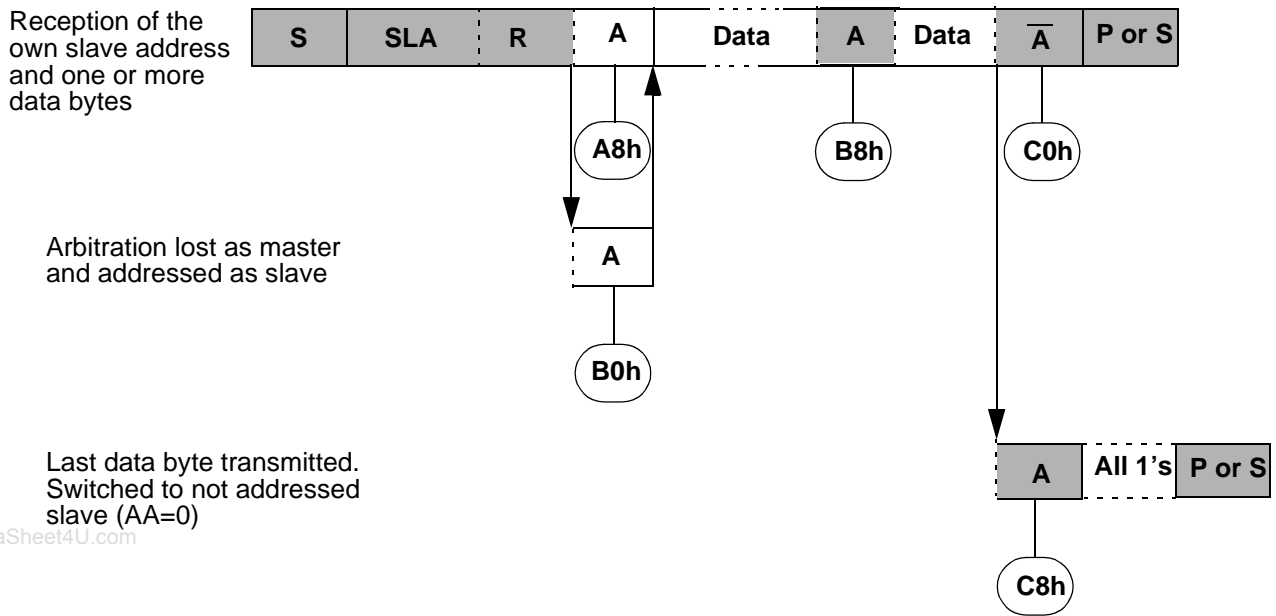 Reception of the
own slave address
and one or more
data bytes
S SLA R A Data A Data A P or S
A8h B8h C0h
Arbitration lost as master
and addressed as slave
A
B0h
Last data byte transmitted.
Switched to not addressed
slave (AA=0)
A All 1's P or S
aSheet4U.com
C8h